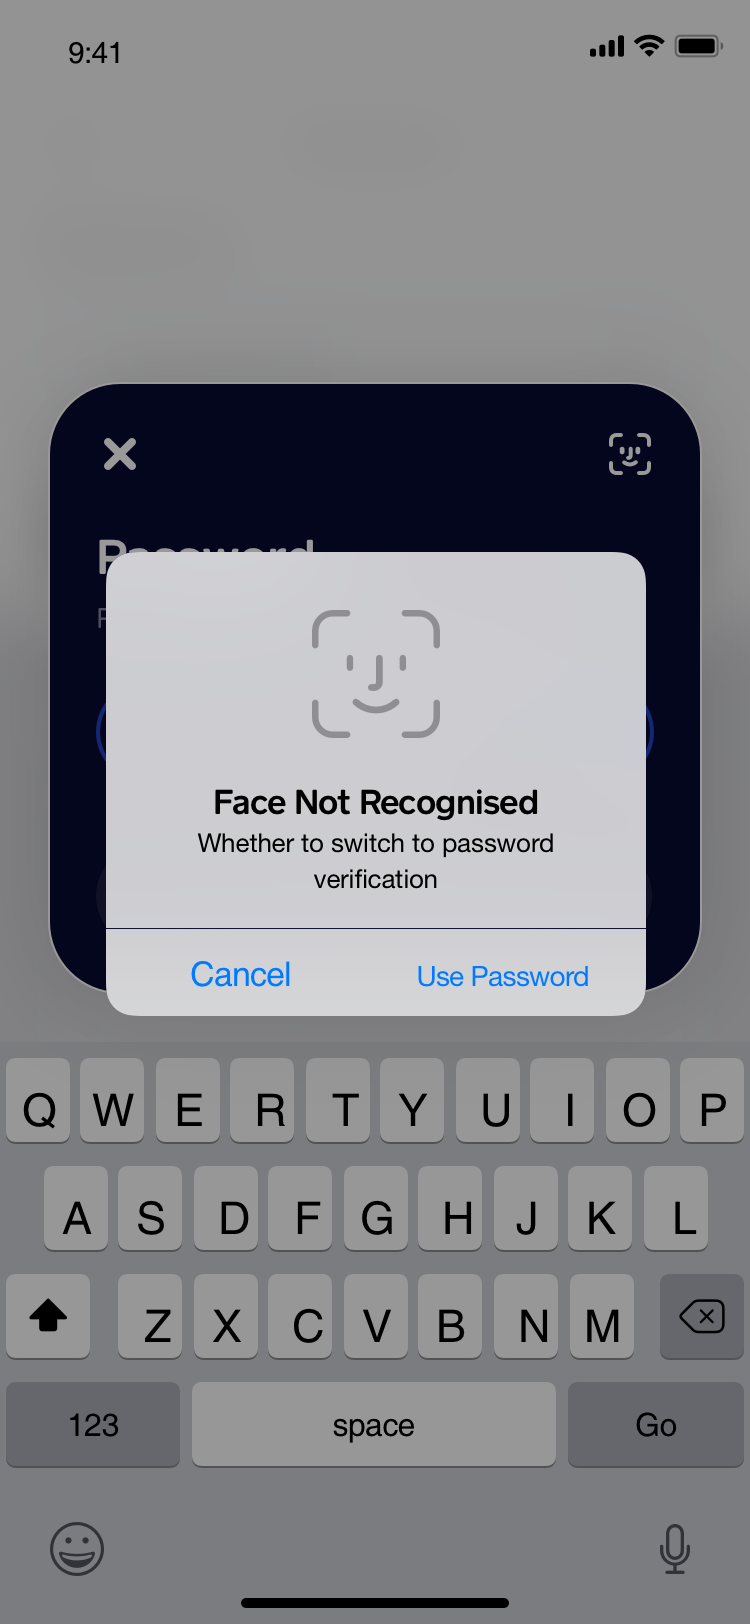 9:41
Password
Face Not Recognised
Whether to switch to password
verification
Cancel
Use Password
Q W E R T Y U I O P
A S D F G H J K L
Z X C V B N M
123
space
Go